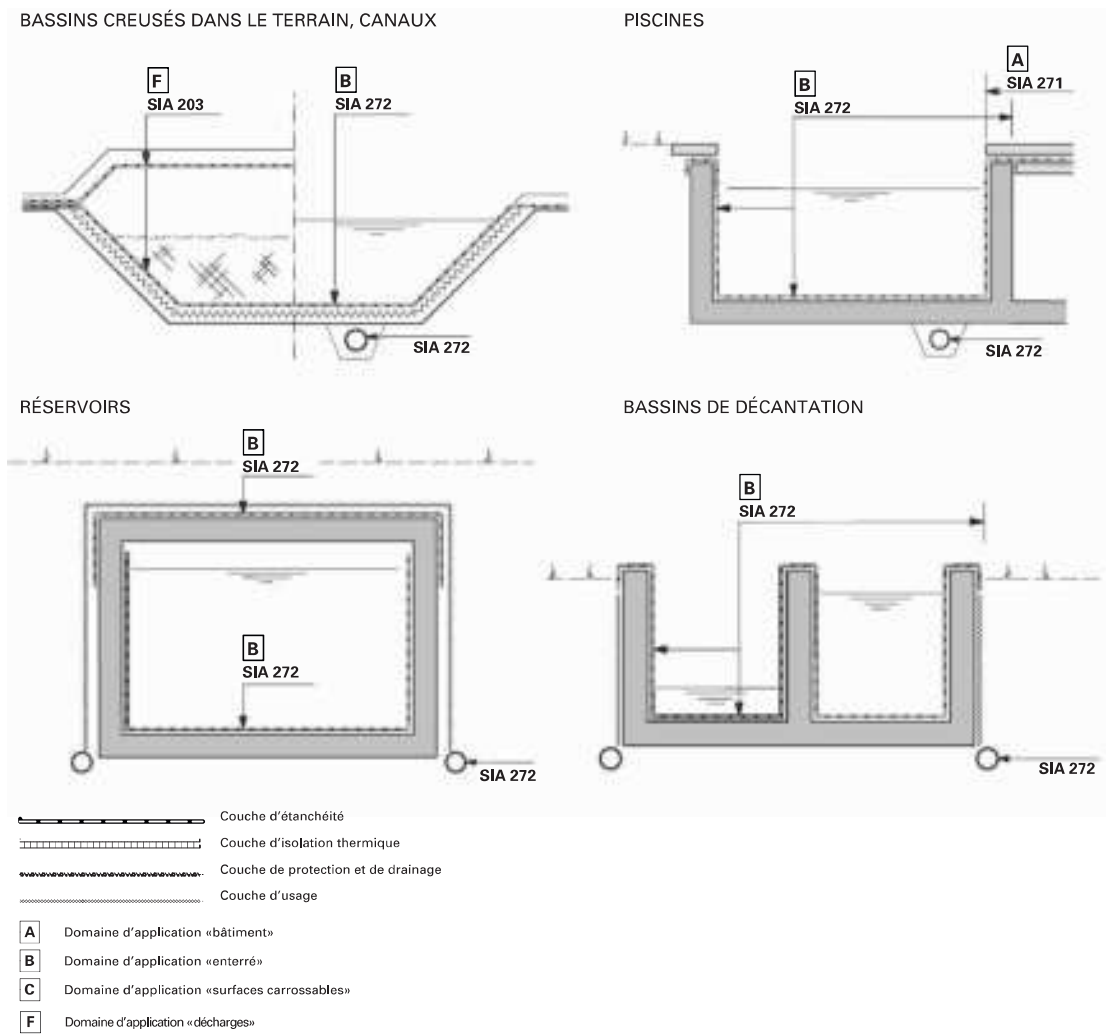 BASSINS CREUSÉS DANS LE TERRAIN, CANAUX
F
SIA 203
B
SIA 272
SIA 272
PISCINES
A
SIA 271
B
SIA 272
SIA 272
RÉSERVOIRS
B
SIA 272
B
SIA 272
SIA 272
BASSINS DE DÉCANTATION
B
SIA 272
SIA 272
Couche d'étanchéité
Couche d'isolation thermique
Couche de protection et de drainage
Couche d'usage
A Domaine d'application «bâtiment»
B Domaine d'application «enterré»
C Domaine d'application «surfaces carrossables»
F Domaine d'application «décharges»